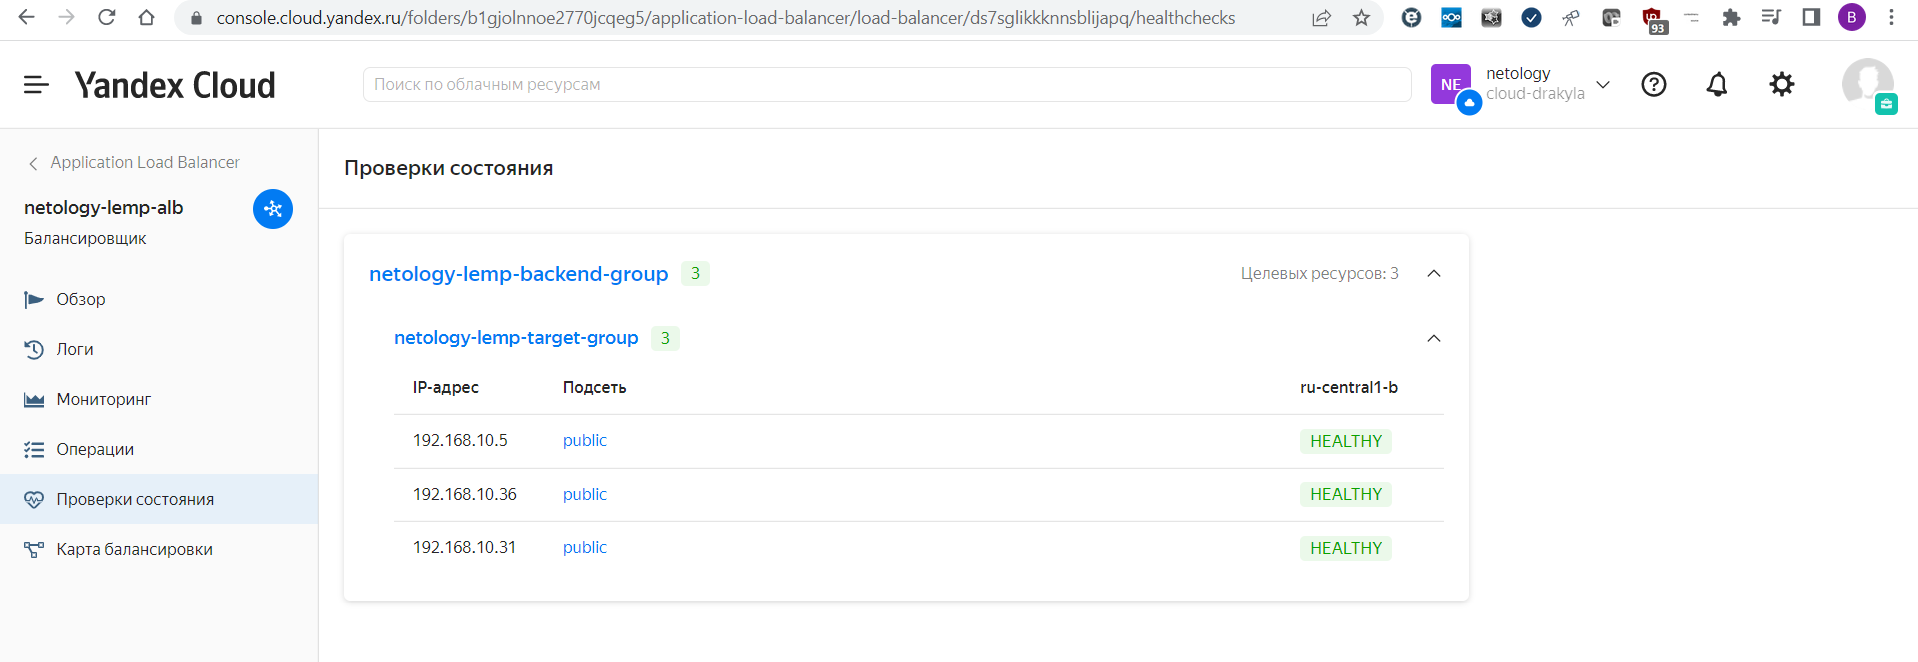 console.cloud.yandex.ru/folders/b1gjolnnoe2770jcqeg5/application-load-balancer/load-balancer/ds7sglikkknnsblijapq/healthchecks
93
B
Yandex Cloud
Поиск по облачным ресурсам
NE
netology
cloud-drakyla
Application Load Balancer
netology-lemp-alb
Балансировщик
Обзор
Логи
Мониторинг
Операции
Проверки состояния
Карта балансировки
Проверки состояния
netology-lemp-backend-group 3 Целевых ресурсов: 3
netology-lemp-target-group 3
IP-адрес Подсеть ru-central1-b
192.168.10.5 public HEALTHY
192.168.10.36 public HEALTHY
192.168.10.31 public HEALTHY